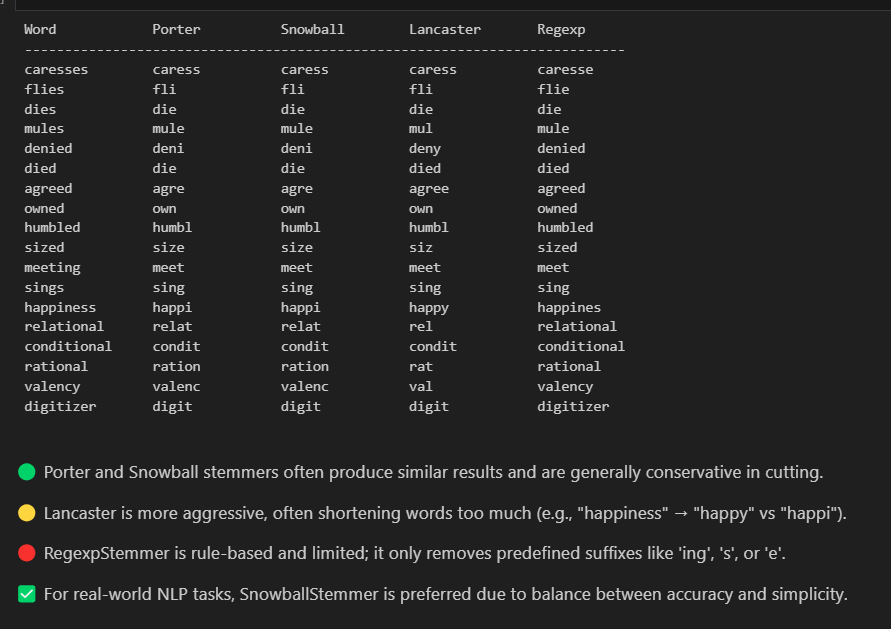 Word Porter Snowball Lancaster Regexp
---------------------------------------------------------------------------
caresses caress caress caress caresse
flies fli fli fli flie
dies die die die die
mules mule mule mul mule
denied deni deni deny denied
died die die died died
agreed agre agre agree agreed
owned own own own owned
humbled humbl humbl humbl humbled
sized size size siz sized
meeting meet meet meet meet
sings sing sing sing sing
happiness happi happi happy happines
relational relat relat rel relational
conditional condit condit condit conditional
rational ration ration rat rational
valency valenc valenc val valency
digitizer digit digit digit digitizer
🟢 Porter and Snowball stemmers often produce similar results and are generally conservative in cutting.
🟡 Lancaster is more aggressive, often shortening words too much (e.g., "happiness" → "happy" vs "happi").
🔴 RegexpStemmer is rule-based and limited; it only removes predefined suffixes like 'ing', 's', or 'e'.
✅ For real-world NLP tasks, SnowballStemmer is preferred due to balance between accuracy and simplicity.